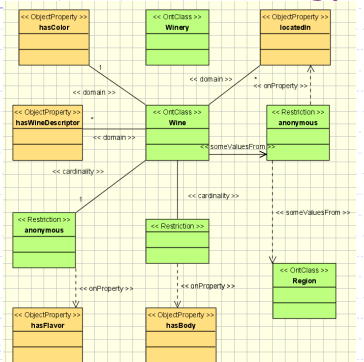 << ObjectProperty >>
hasColor
<< OntClass >>
Winery
<< ObjectProperty >>
locatedIn
1
<< domain >>
<< domain >>
*
<< onProperty >>
<< ObjectProperty >>
hasWineDescriptor
*
<< domain >>
<< OntClass >>
Wine
<< Restriction >>
anonymous
<< someValuesFrom >>
<< cardinality >>
1
<< cardinality >>
<< someValuesFrom >>
<< Restriction >>
anonymous
<< Restriction >>
<< OntClass >>
Region
<< onProperty >>
<< onProperty >>
<< ObjectProperty >>
hasFlavor
<< ObjectProperty >>
hasBody